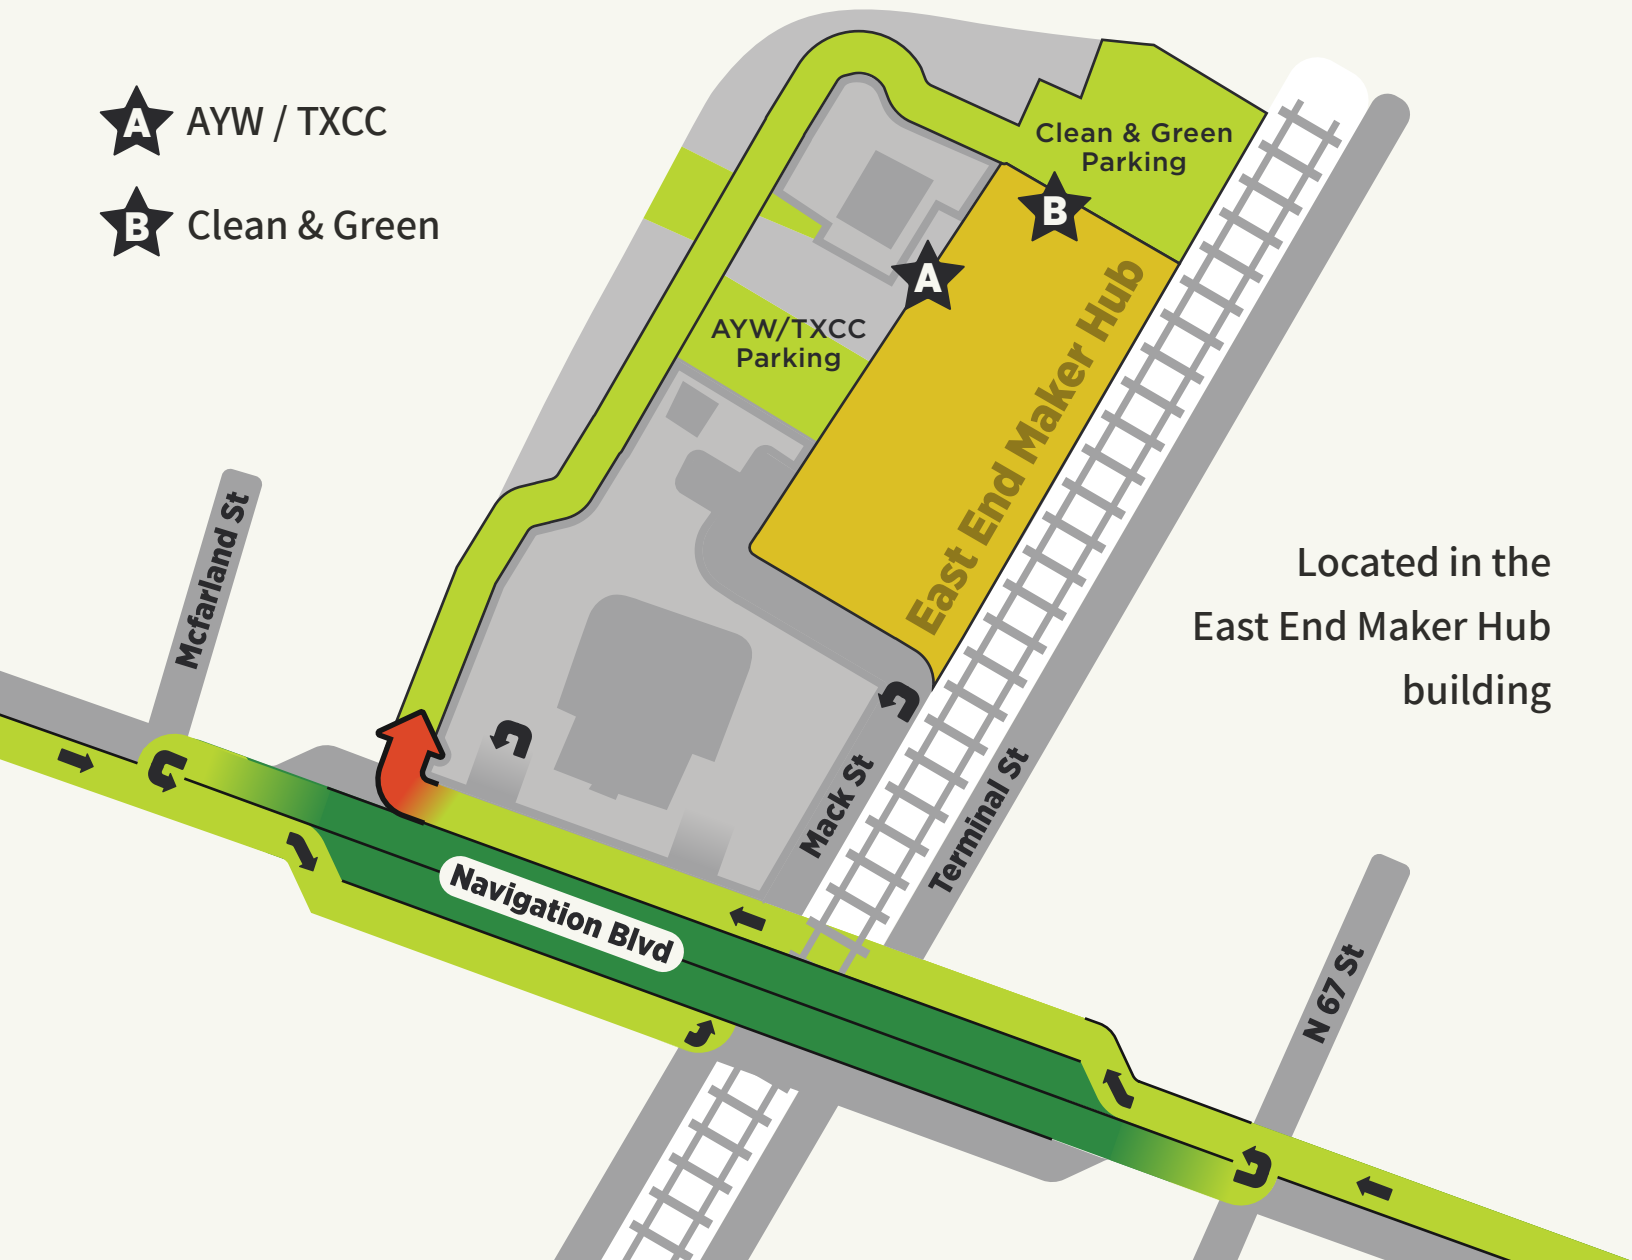 A AYW / TXCC
B Clean & Green
Clean & Green
Parking
B
A
AYW/TXCC
Parking
East End Maker Hub
Mcfarland St
Located in the
East End Maker Hub
building
Mack St
Terminal St
Navigation Blvd
N 67 St